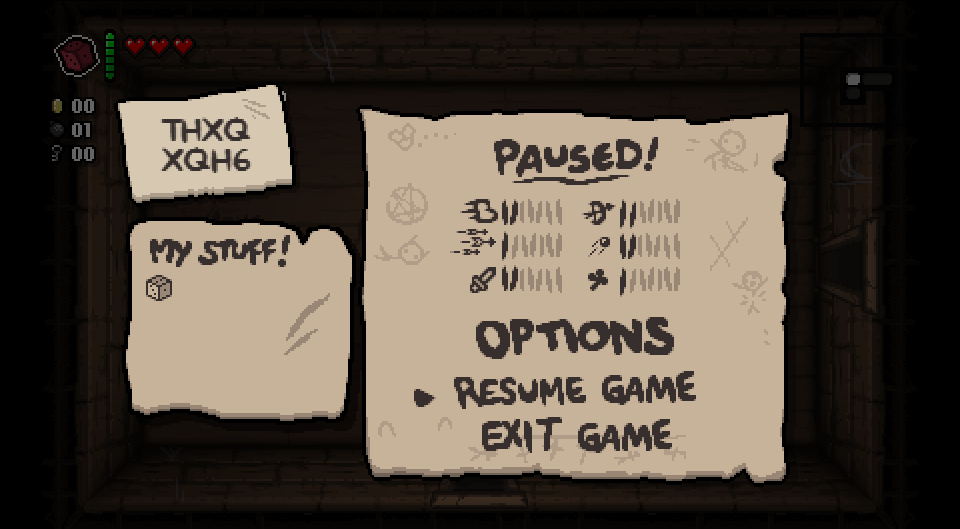 00
01
00
THXQ
XQH6
MY STUFF!
PAUSED!
OPTIONS
RESUME GAME
EXIT GAME